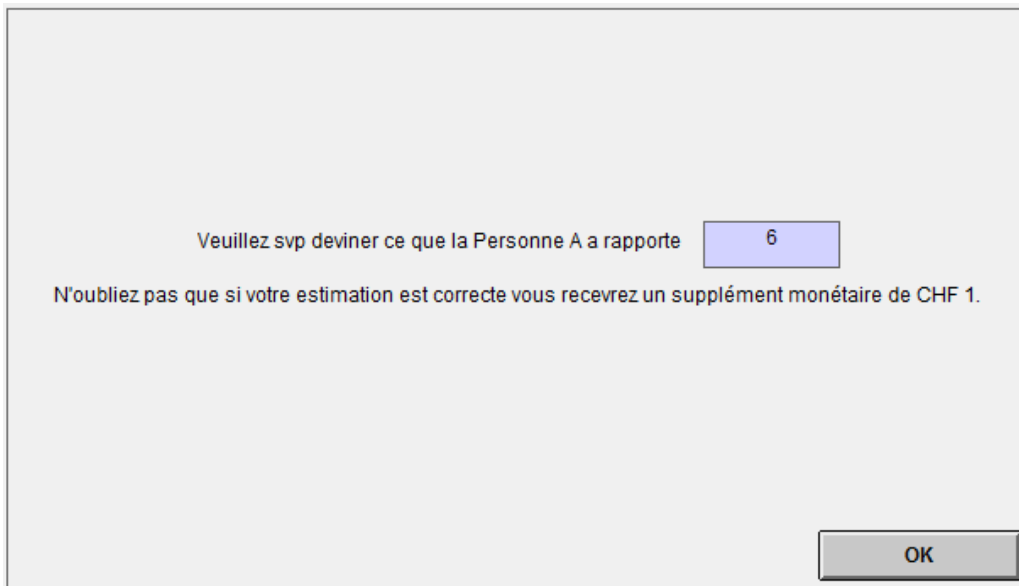 Veuillez svp deviner ce que la Personne A a rapporte 6
N'oubliez pas que si votre estimation est correcte vous recevrez un supplément monétaire de CHF 1.
OK